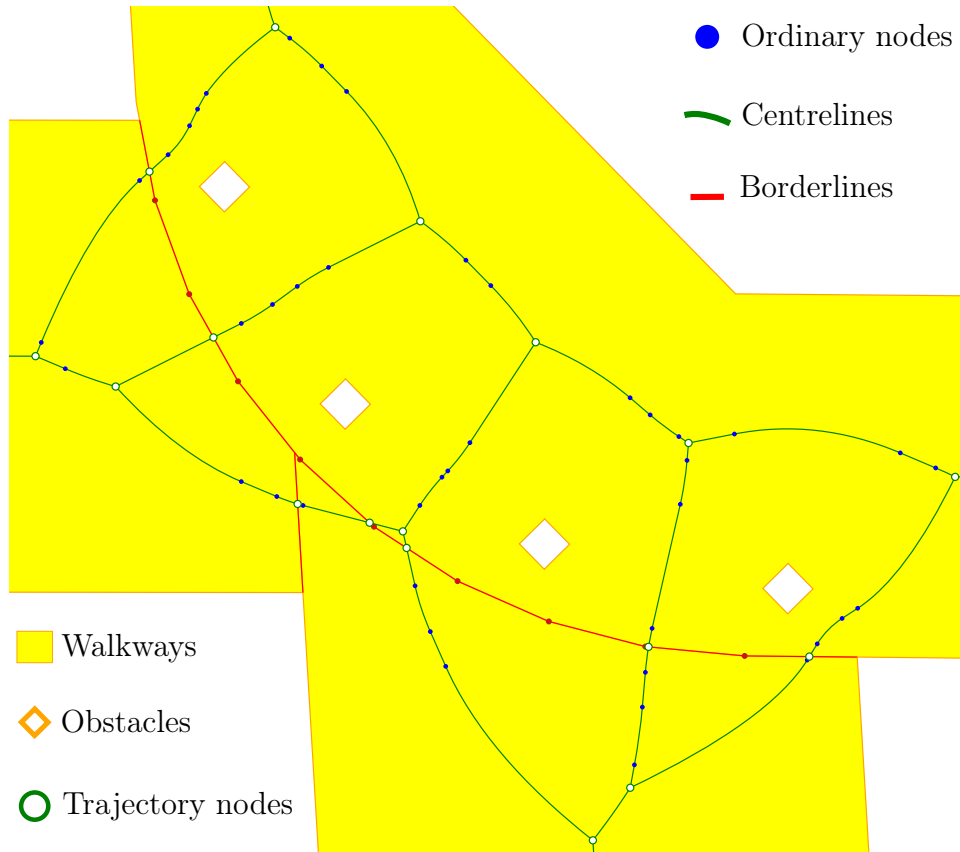 Ordinary nodes
Centrelines
Borderlines
Walkways
Obstacles
Trajectory nodes